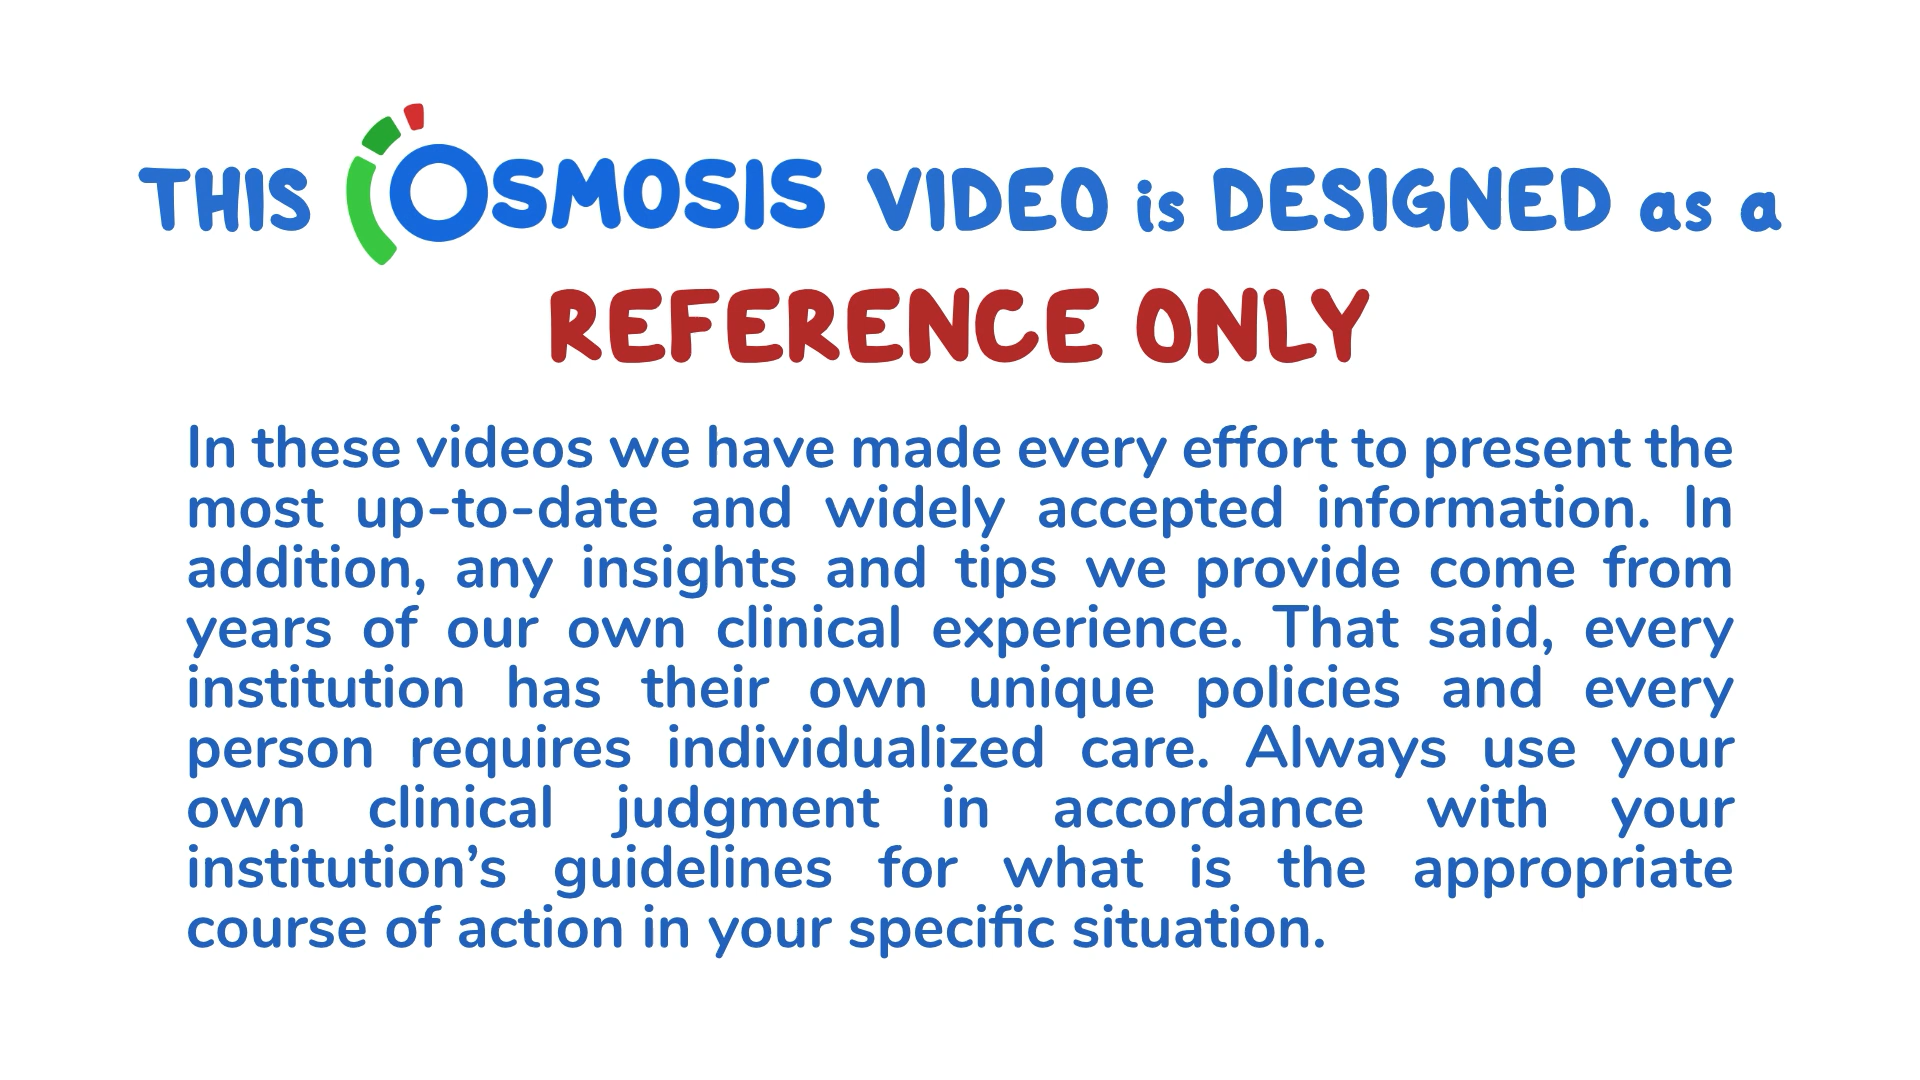 THIS OSMOSIS VIDEO is DESIGNED as a
REFERENCE ONLY
In these videos we have made every effort to present the
most up-to-date and widely accepted information. In
addition, any insights and tips we provide come from
years of our own clinical experience. That said, every
institution has their own unique policies and every
person requires individualized care. Always use your
own clinical judgment in accordance with your
institution’s guidelines for what is the appropriate
course of action in your specific situation.